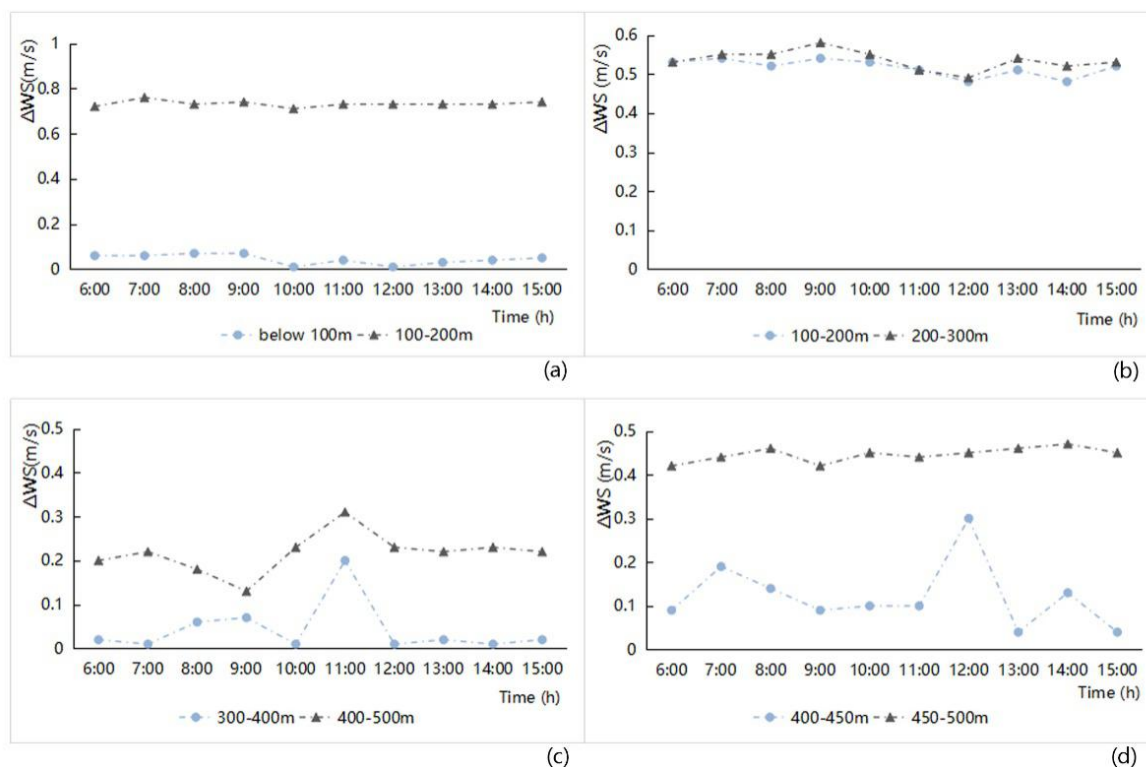 ΔWS(m/s)
1
0.8
0.6
0.4
0.2
0
6:00 7:00 8:00 9:00 10:00 11:00 12:00 13:00 14:00 15:00
Time (h)
below 100m 100-200m
(a)
ΔWS (m/s)
0.6
0.5
0.4
0.3
0.2
0.1
0
6:00 7:00 8:00 9:00 10:00 11:00 12:00 13:00 14:00 15:00
Time (h)
100-200m 200-300m
(b)
ΔWS(m/s)
0.5
0.4
0.3
0.2
0.1
0
6:00 7:00 8:00 9:00 10:00 11:00 12:00 13:00 14:00 15:00
Time (h)
300-400m 400-500m
(c)
ΔWS (m/s)
0.5
0.4
0.3
0.2
0.1
0
6:00 7:00 8:00 9:00 10:00 11:00 12:00 13:00 14:00 15:00
Time (h)
400-450m 450-500m
(d)